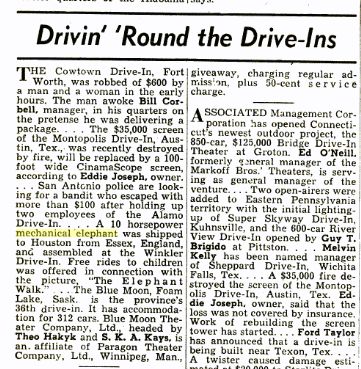 says.
Drivin' 'Round the Drive-Ins
THE Cowtown Drive-In, Fort
Worth, was robbed of $600 by
a man and a woman in the early
hours. The man awoke Bill Cor-
bell, manager, in his quarters on
the pretense he was delivering a
package. . . . The $35,000 screen
of the Montopolis Drive-In, Aus-
tin, Tex., was recently destroyed
by fire, will be replaced by a 100-
foot wide CinamaScope screen,
according to Eddie Joseph, owner.
. . . San Antonio police are look-
ing for a bandit who escaped with
more than $100 after holding up
two employees of the Alamo
Drive-In. . . . A 10 horsepower
mechanical elephant was shipped
to Houston from Essex, England,
and assembled at the Winkler
Drive-In. Free rides to children
was offered in connection with
the picture, "The Elephant
Walk." . . . The Blue Moon, Foam
Lake, Sask. is the province's
36th drive-in. It has accommoda-
tion for 312 cars. Blue Moon The-
ater Company, Ltd., headed by
Theo Hakyk and S. K. A. Kays, is
an affiliate of Paragon Theater
Company, Ltd., Winnipeg, Man.,
giveaway, charging regular ad-
mission, plus 50-cent service
charge.
ASSOCIATED Management Cor-
poration has opened Connecti-
cut's newest outdoor project, the
850-car, $125,000 Bridge Drive-In
Theater at Groton. Ed O'Neill
formerly general manager of the
Markoff Bros.' Theaters, is serv-
ing as general manager of the
venture. . . . Two open-airers were
added to Eastern Pennsylvania
territory with the initial lighting
up of Super Skyway Drive-In,
Kuhnsville, and the 600-car River
View Drive-In opened by Guy T.
Brigido at Pittston. . . . Melvin
Kelly has been named manager
of Sheppard Drive-In, Wichita
Falls, Tex. . . . A $35,000 fire de-
stroyed the screen of the Montop-
olis Drive-In, Austin, Tex. Ed-
die Joseph, owner, said that the
loss was not covered by insurance.
Work of rebuilding the screen
tower has started. . . . Ford Taylor
has announced that a drive-in is
being built near Texon, Tex. . . .
A twister caused damage esti-